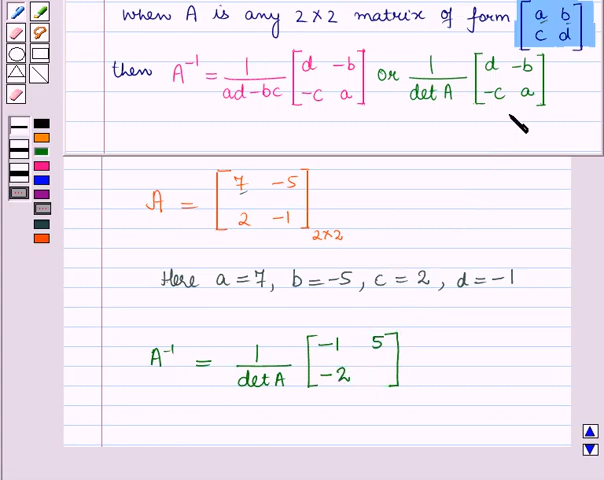 when A is any 2×2 matrix of form [a b
c d]
then A⁻¹ = 1/(ad-bc) [d -b
-c a] or 1/(det A) [d -b
-c a]
A = [7 -5
2 -1]2×2
Here a=7, b=-5, c=2, d=-1
A⁻¹ = 1/(det A) [-1 5
-2 ]